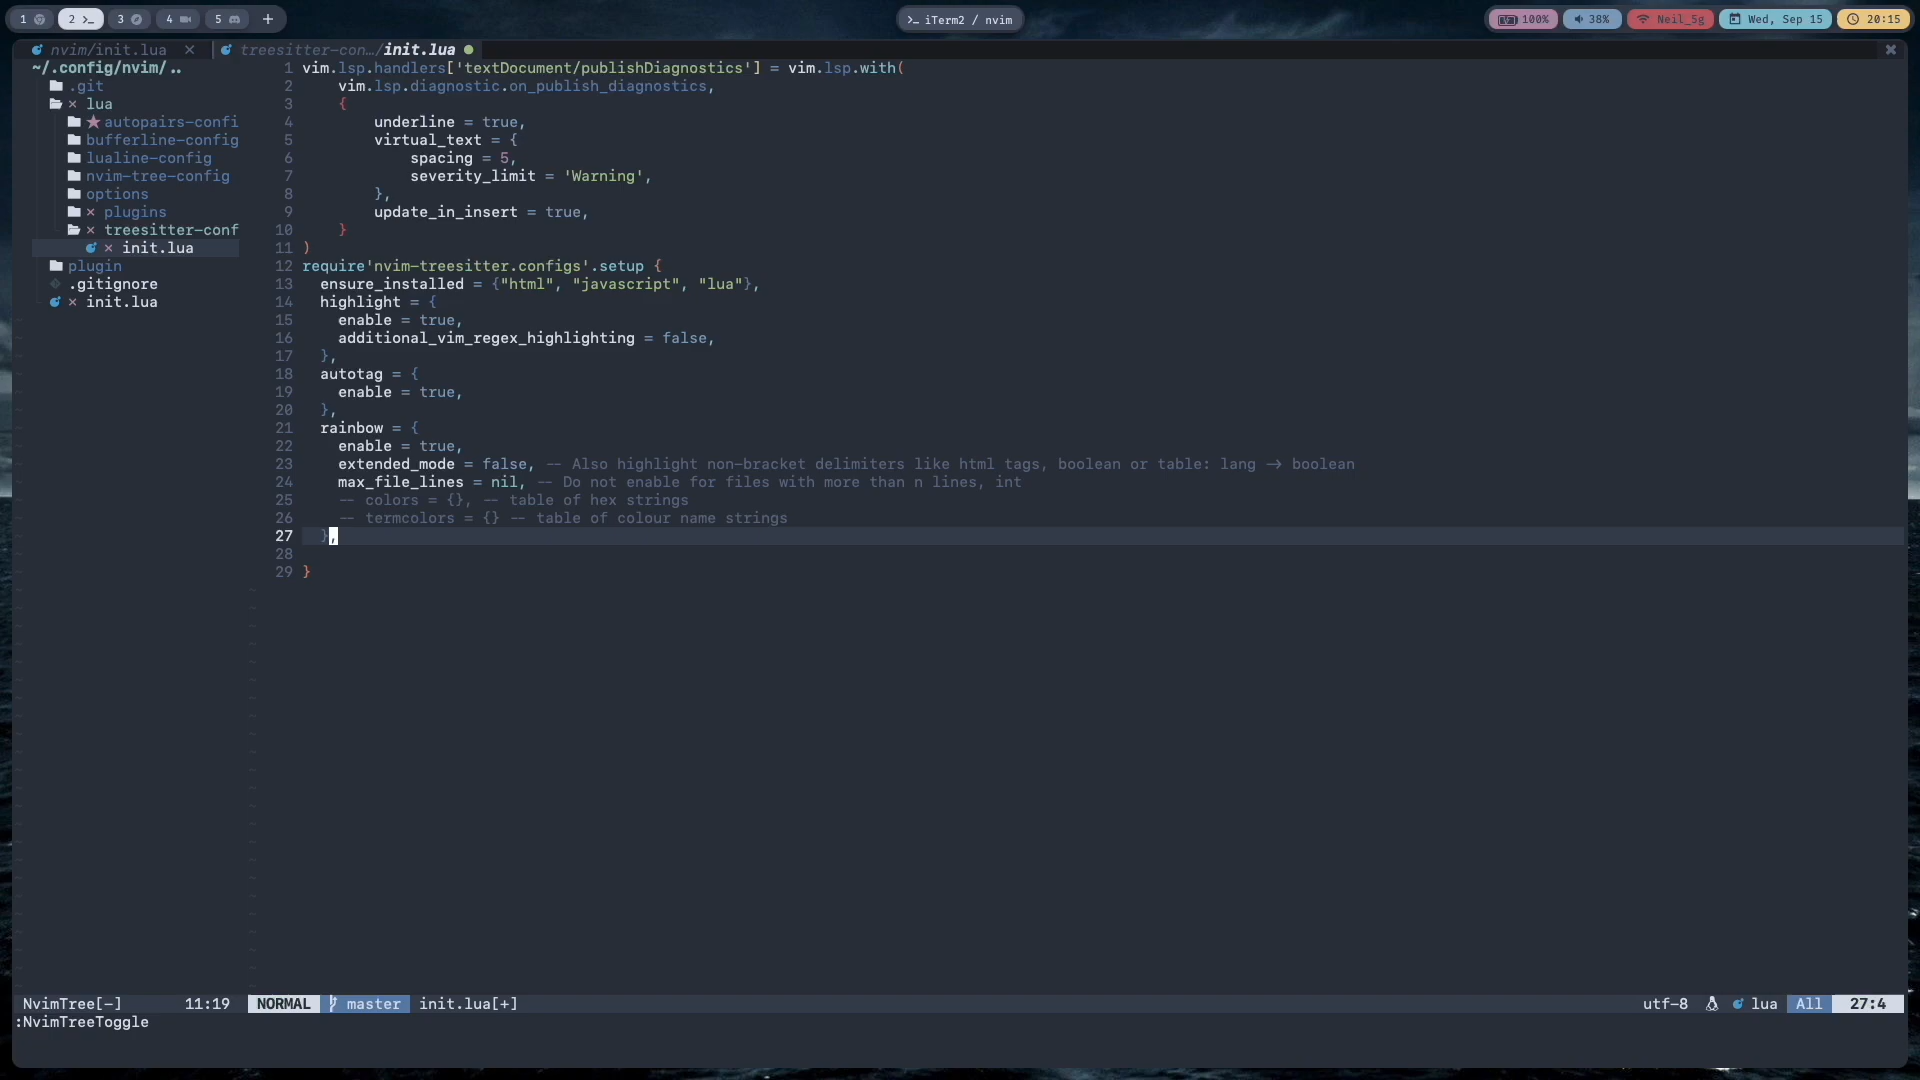 1 2 3 4 5 +
iTerm2 / nvim
100% 38% Neil_5g Wed, Sep 15 20:15
nvim/init.lua × treesitter-con…/init.lua
~/.config/nvim/..
.git
lua
autopairs-confi
bufferline-config
lualine-config
nvim-tree-config
options
plugins
treesitter-conf
init.lua
plugin
.gitignore
init.lua
1 vim.lsp.handlers['textDocument/publishDiagnostics'] = vim.lsp.with(
2     vim.lsp.diagnostic.on_publish_diagnostics,
3     {
4         underline = true,
5         virtual_text = {
6             spacing = 5,
7             severity_limit = 'Warning',
8         },
9         update_in_insert = true,
10     }
11 )
12 require'nvim-treesitter.configs'.setup {
13   ensure_installed = {"html", "javascript", "lua"},
14   highlight = {
15     enable = true,
16     additional_vim_regex_highlighting = false,
17   },
18   autotag = {
19     enable = true,
20   },
21   rainbow = {
22     enable = true,
23     extended_mode = false, -- Also highlight non-bracket delimiters like html tags, boolean or table: lang -> boolean
24     max_file_lines = nil, -- Do not enable for files with more than n lines, int
25     -- colors = {}, -- table of hex strings
26     -- termcolors = {} -- table of colour name strings
27   },
28
29 }
NvimTree[-] 11:19 NORMAL master init.lua[+] utf-8 lua All 27:4
:NvimTreeToggle